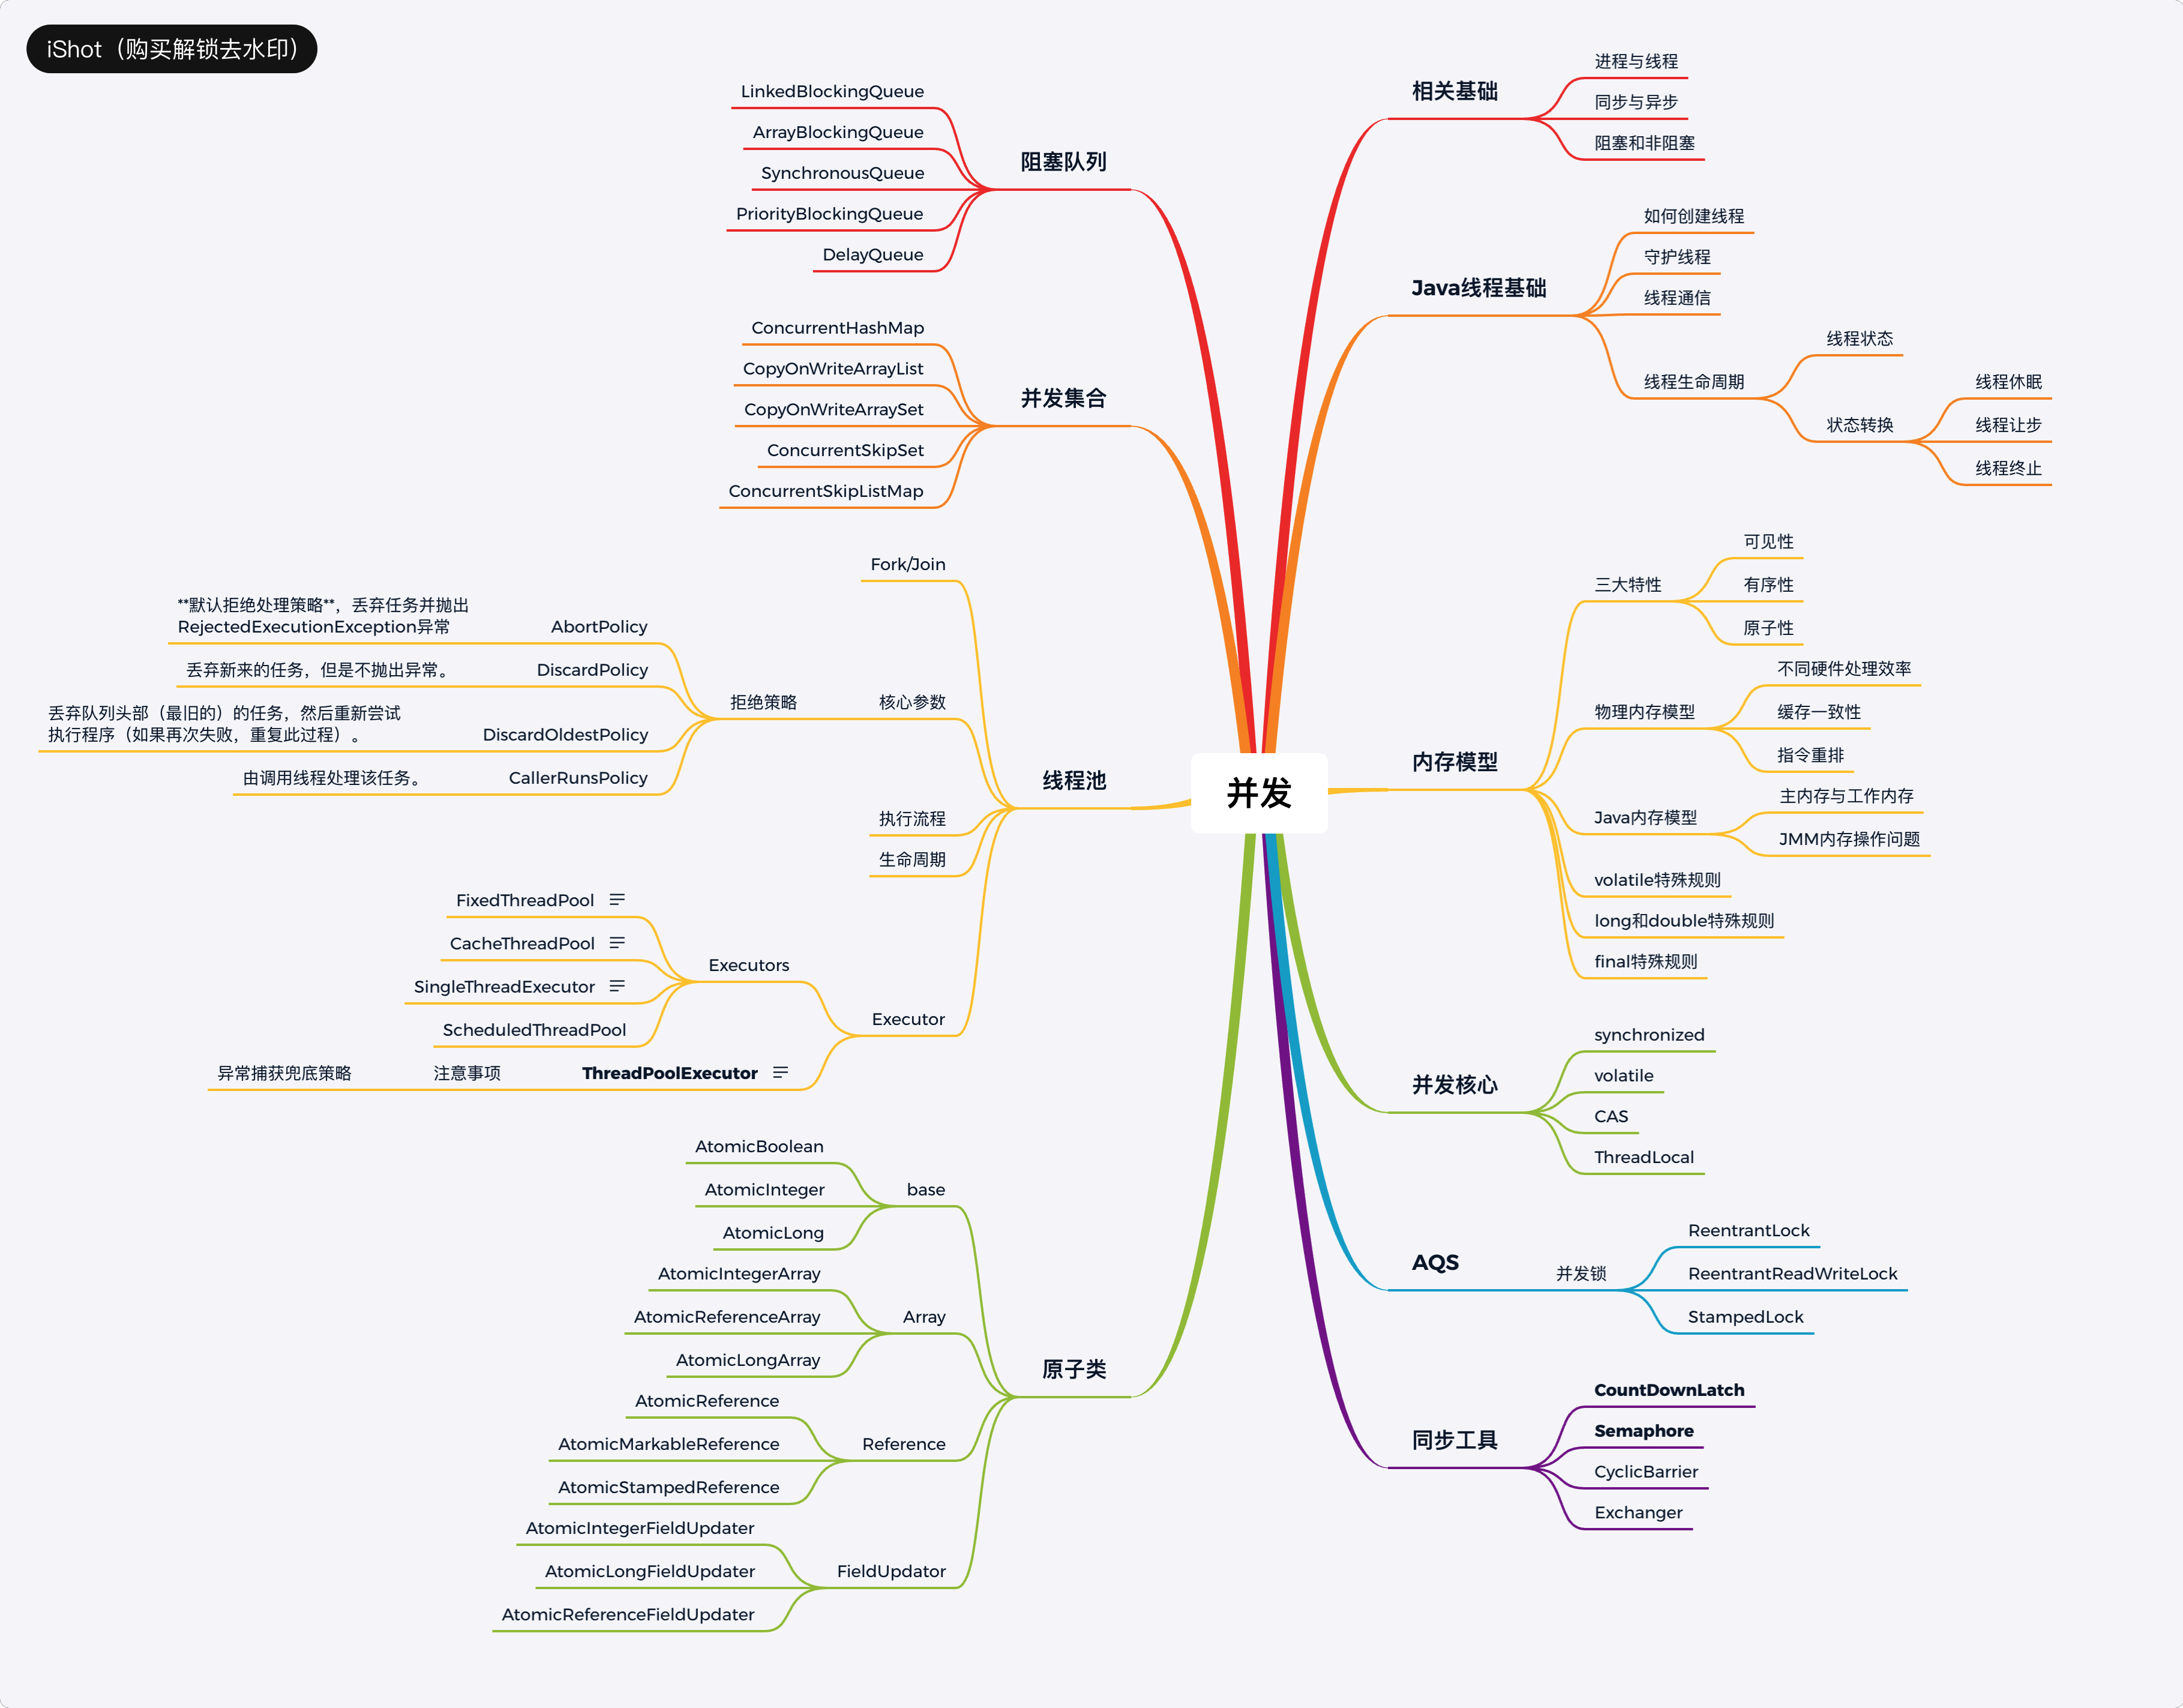 iShot（购买解锁去水印）
并发
相关基础
进程与线程
同步与异步
阻塞和非阻塞
Java线程基础
如何创建线程
守护线程
线程通信
线程生命周期
线程状态
状态转换
线程休眠
线程让步
线程终止
内存模型
三大特性
可见性
有序性
原子性
物理内存模型
不同硬件处理效率
缓存一致性
指令重排
Java内存模型
主内存与工作内存
JMM内存操作问题
volatile特殊规则
long和double特殊规则
final特殊规则
并发核心
synchronized
volatile
CAS
ThreadLocal
AQS
并发锁
ReentrantLock
ReentrantReadWriteLock
StampedLock
同步工具
CountDownLatch
Semaphore
CyclicBarrier
Exchanger
阻塞队列
LinkedBlockingQueue
ArrayBlockingQueue
SynchronousQueue
PriorityBlockingQueue
DelayQueue
并发集合
ConcurrentHashMap
CopyOnWriteArrayList
CopyOnWriteArraySet
ConcurrentSkipSet
ConcurrentSkipListMap
线程池
Fork/Join
核心参数
拒绝策略
AbortPolicy
**默认拒绝处理策略**，丢弃任务并抛出
RejectedExecutionException异常
DiscardPolicy
丢弃新来的任务，但是不抛出异常。
DiscardOldestPolicy
丢弃队列头部（最旧的）的任务，然后重新尝试
执行程序（如果再次失败，重复此过程）。
CallerRunsPolicy
由调用线程处理该任务。
执行流程
生命周期
Executor
Executors
FixedThreadPool
CacheThreadPool
SingleThreadExecutor
ScheduledThreadPool
ThreadPoolExecutor
注意事项
异常捕获兜底策略
原子类
base
AtomicBoolean
AtomicInteger
AtomicLong
Array
AtomicIntegerArray
AtomicReferenceArray
AtomicLongArray
Reference
AtomicReference
AtomicMarkableReference
AtomicStampedReference
FieldUpdator
AtomicIntegerFieldUpdater
AtomicLongFieldUpdater
AtomicReferenceFieldUpdater